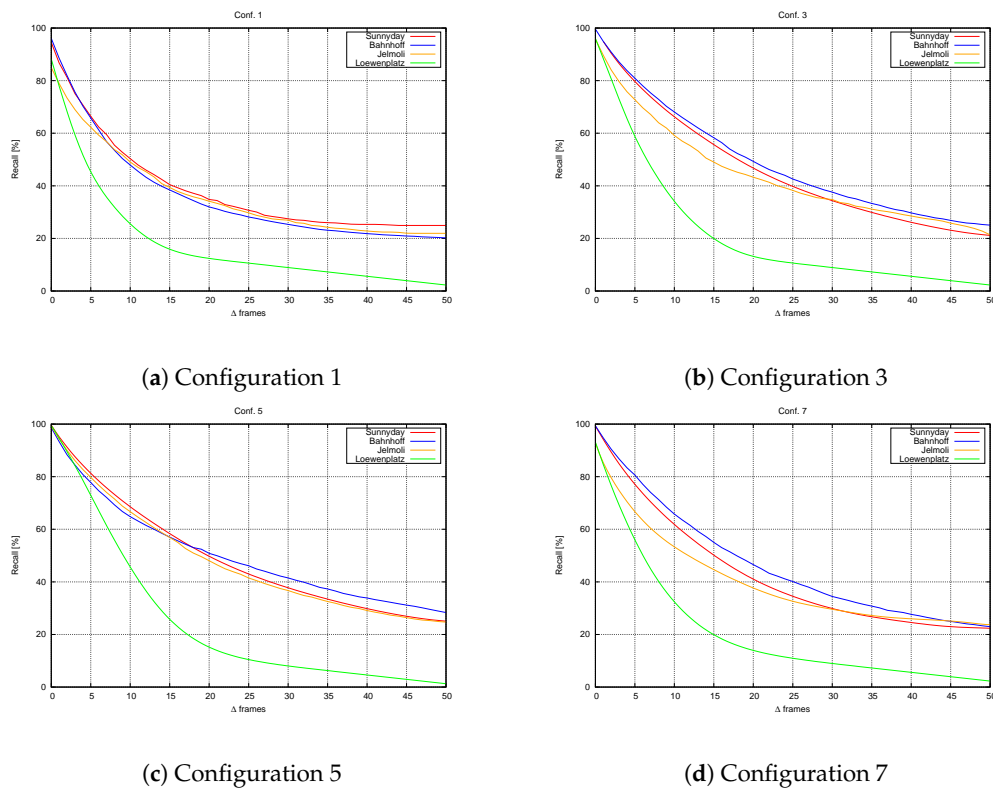 Conf. 1
Recall [%]
100
80
60
40
20
0
0 5 10 15 20 25 30 35 40 45 50
Δ frames
Sunnyday
Bahnhoff
Jelmoli
Loewenplatz
(a) Configuration 1
Conf. 3
Recall [%]
100
80
60
40
20
0
0 5 10 15 20 25 30 35 40 45 50
Δ frames
Sunnyday
Bahnhoff
Jelmoli
Loewenplatz
(b) Configuration 3
Conf. 5
Recall [%]
100
80
60
40
20
0
0 5 10 15 20 25 30 35 40 45 50
Δ frames
Sunnyday
Bahnhoff
Jelmoli
Loewenplatz
(c) Configuration 5
Conf. 7
Recall [%]
100
80
60
40
20
0
0 5 10 15 20 25 30 35 40 45 50
Δ frames
Sunnyday
Bahnhoff
Jelmoli
Loewenplatz
(d) Configuration 7